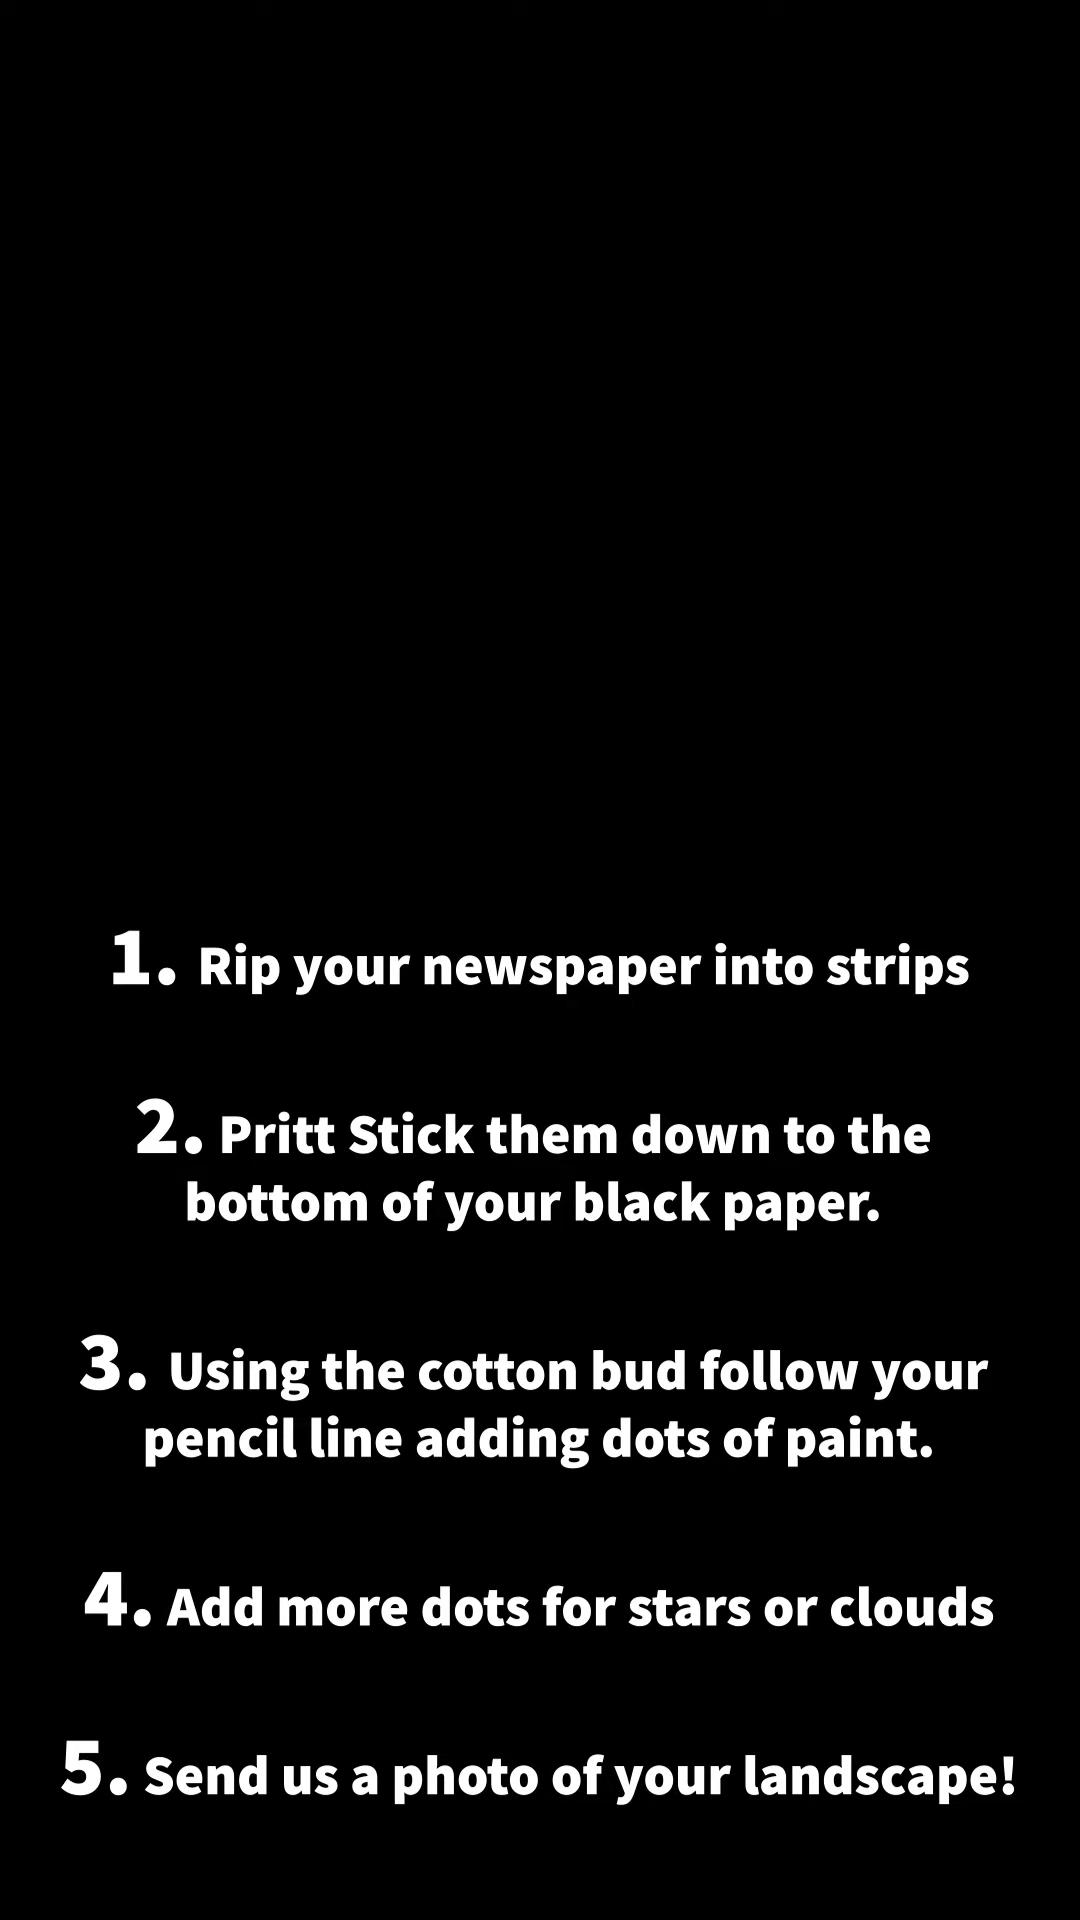 1. Rip your newspaper into strips
2. Pritt Stick them down to the
bottom of your black paper.
3. Using the cotton bud follow your
pencil line adding dots of paint.
4. Add more dots for stars or clouds
5. Send us a photo of your landscape!